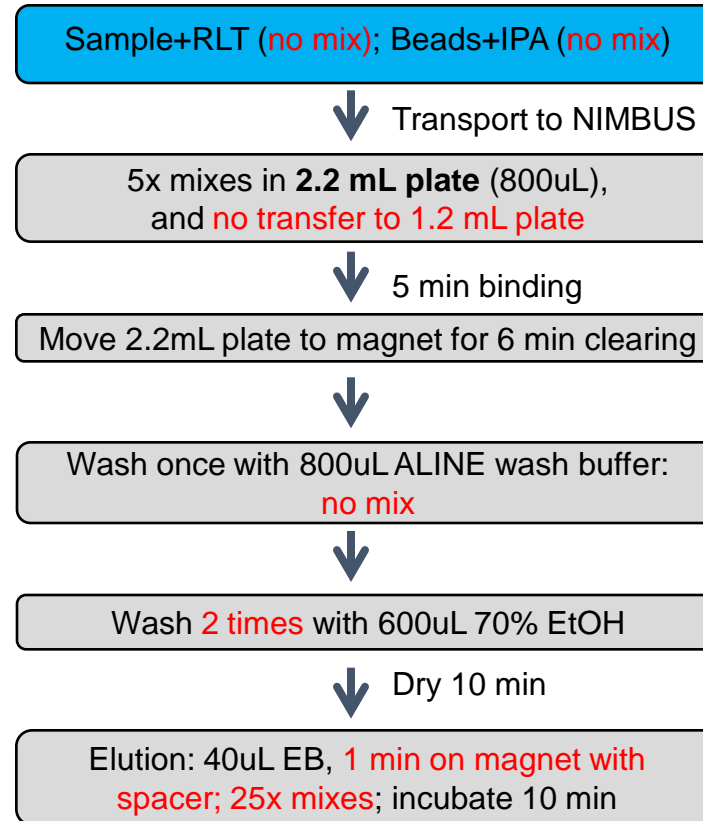 Sample+RLT (no mix); Beads+IPA (no mix)
Transport to NIMBUS
5x mixes in 2.2 mL plate (800uL),
and no transfer to 1.2 mL plate
5 min binding
Move 2.2mL plate to magnet for 6 min clearing
Wash once with 800uL ALINE wash buffer:
no mix
Wash 2 times with 600uL 70% EtOH
Dry 10 min
Elution: 40uL EB, 1 min on magnet with
spacer; 25x mixes; incubate 10 min